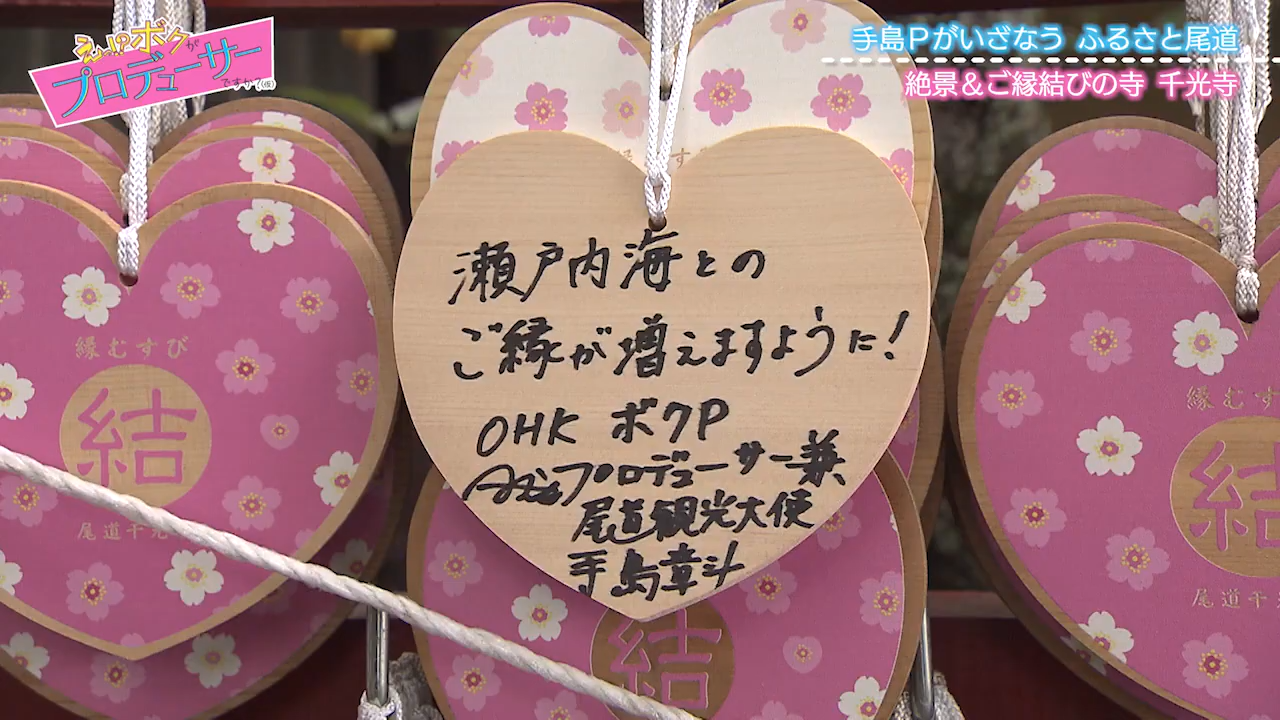 えっ!?ボクが
プロデューサー
ですか?(仮)
手島Pがいざなう ふるさと尾道
絶景&ご縁結びの寺 千光寺
瀬戸内海との
ご縁が増えますように!
OHK ボクP
プロデューサー兼
尾道観光大使
手島章斗
縁むすび
結
尾道千光
結
縁むす
結
尾道千